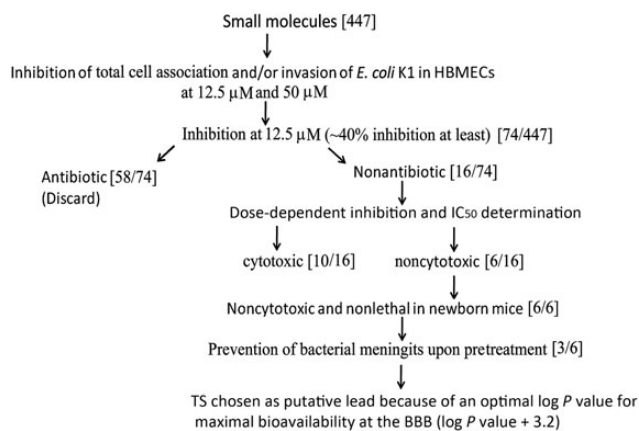 Small molecules [447]
Inhibition of total cell association and/or invasion of E. coli K1 in HBMECs
at 12.5 µM and 50 µM
Inhibition at 12.5 µM (~40% inhibition at least) [74/447]
Antibiotic [58/74]
(Discard)
Nonantibiotic [16/74]
Dose-dependent inhibition and IC50 determination
cytotoxic [10/16]
noncytotoxic [6/16]
Noncytotoxic and nonlethal in newborn mice [6/6]
Prevention of bacterial meningits upon pretreatment [3/6]
TS chosen as putative lead because of an optimal log P value for
maximal bioavailability at the BBB (log P value + 3.2)